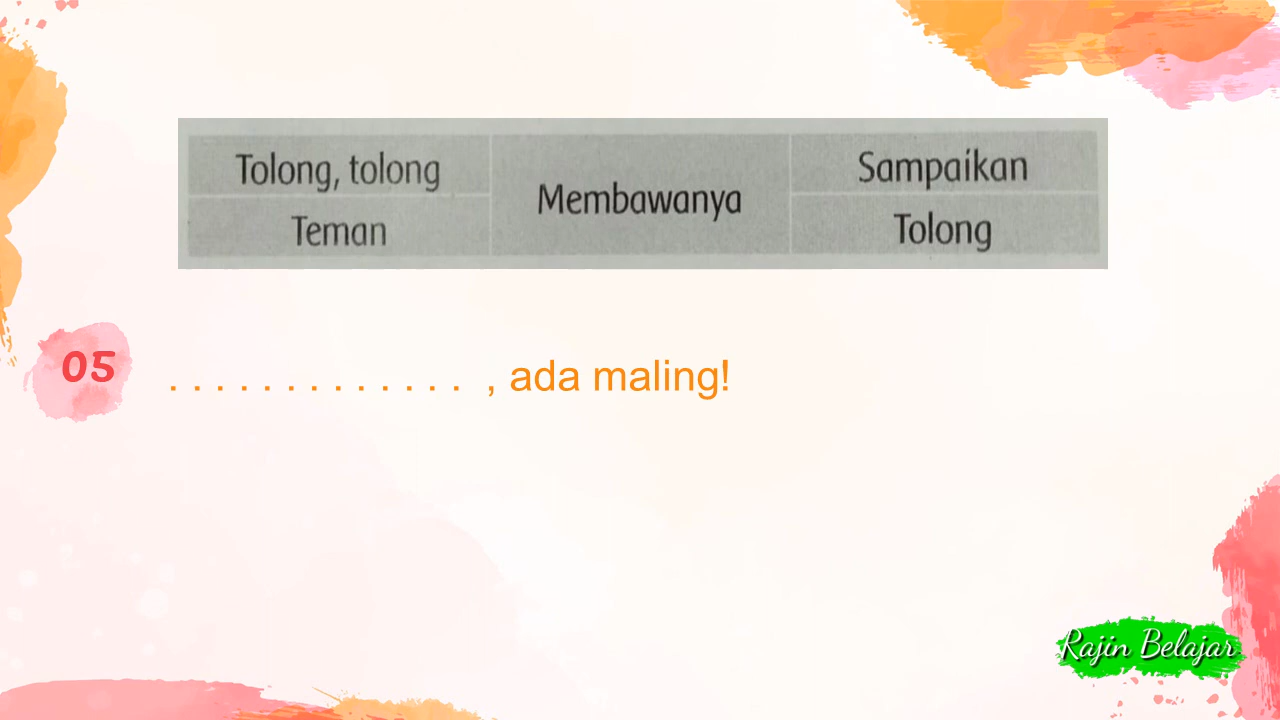 Tolong, tolong
Teman
Membawanya
Sampaikan
Tolong
05
. . . . . . . . . . . . . , ada maling!
Rajin Belajar